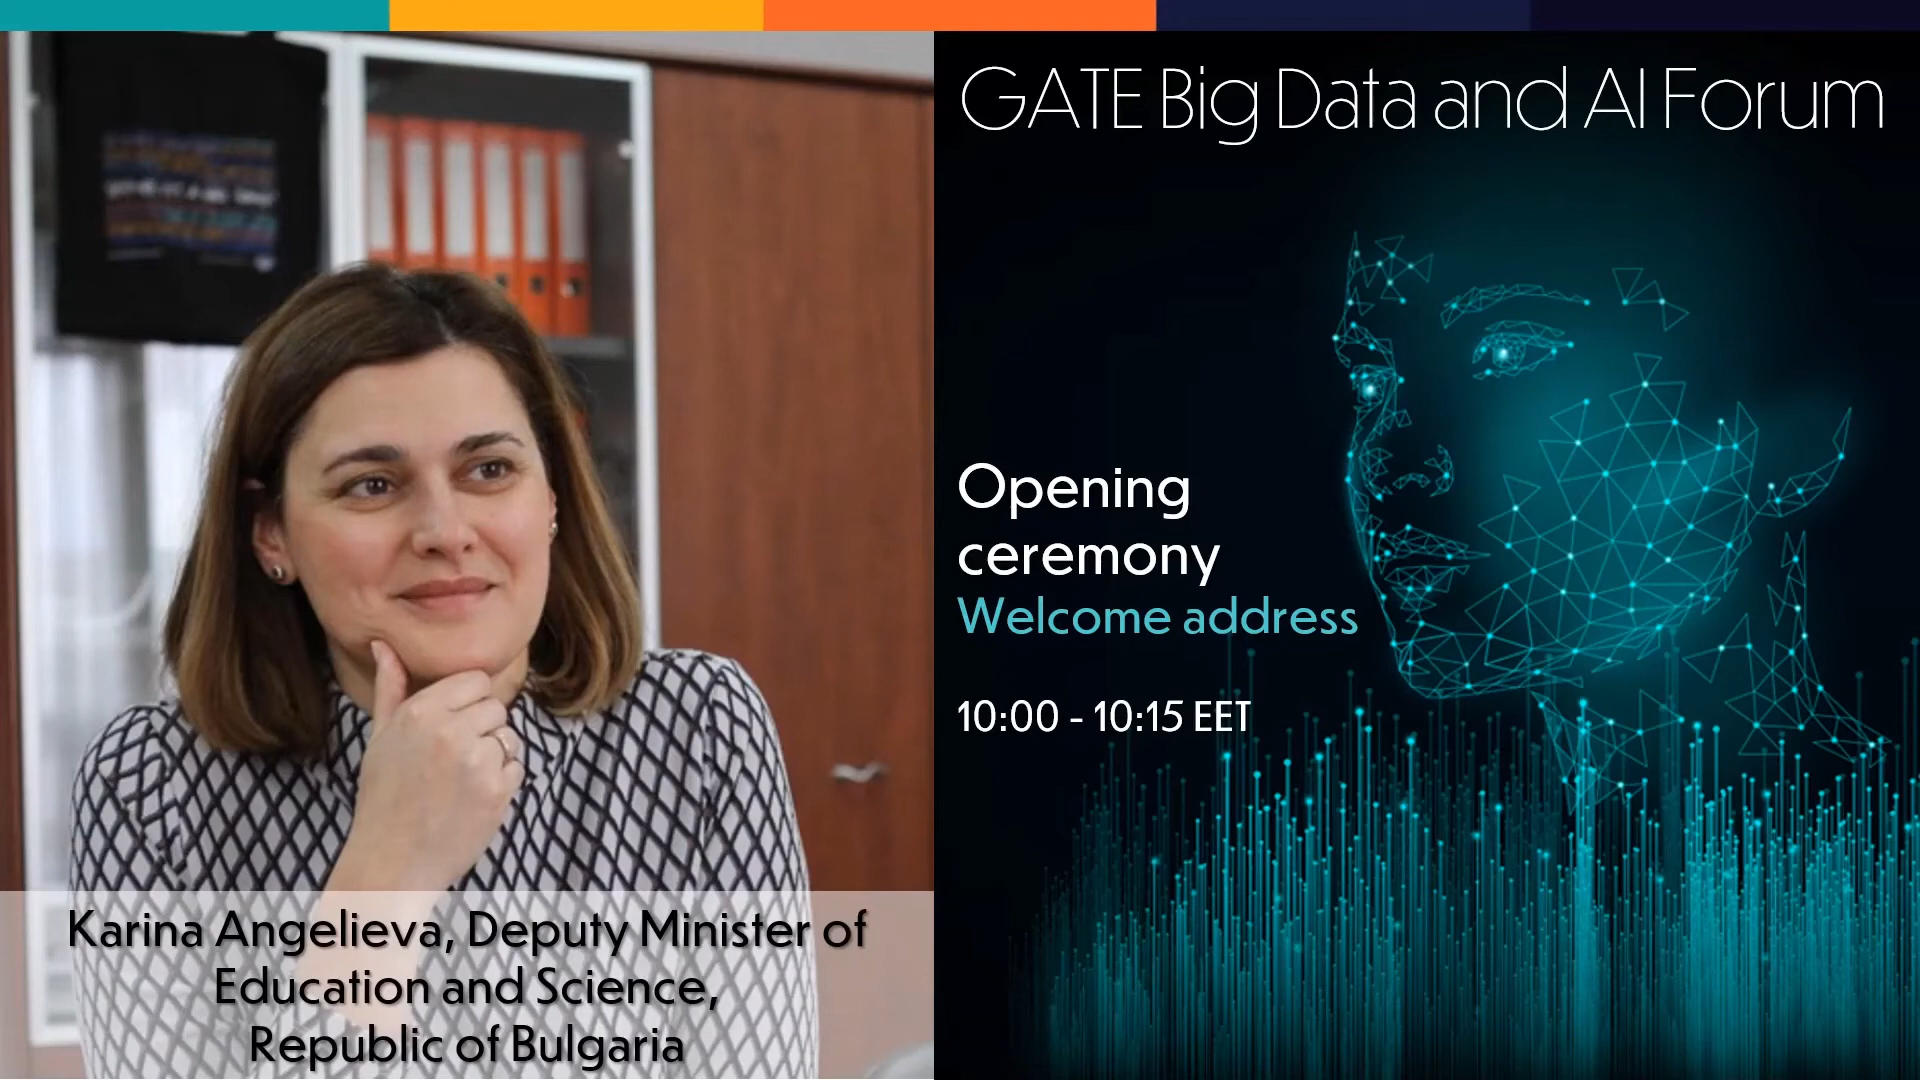 GATE Big Data and AI Forum
Opening
ceremony
Welcome address
10:00 - 10:15 EET
Karina Angelieva, Deputy Minister of
Education and Science,
Republic of Bulgaria